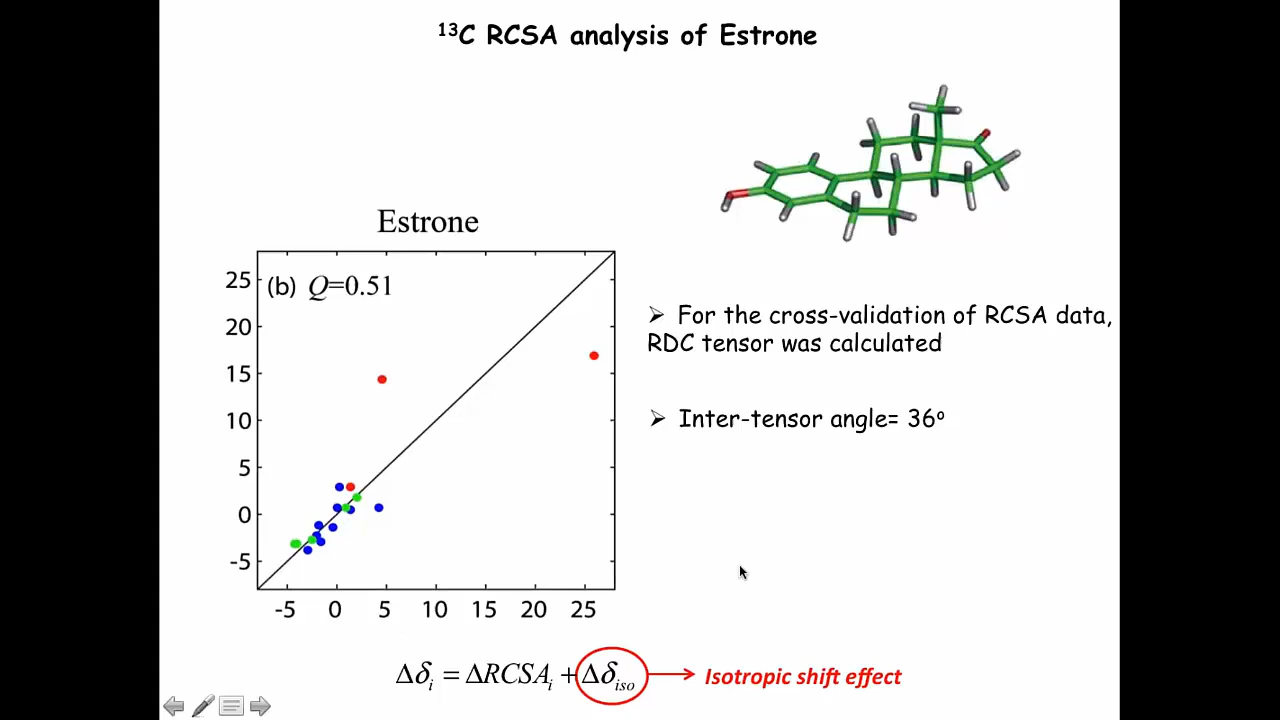 ¹³C RCSA analysis of Estrone
Estrone
(b) Q=0.51
25
20
15
10
5
0
-5
-5 0 5 10 15 20 25
➢ For the cross-validation of RCSA data,
RDC tensor was calculated
➢ Inter-tensor angle= 36º
Δδᵢ = ΔRCSAᵢ + Δδᵢₛₒ
Isotropic shift effect